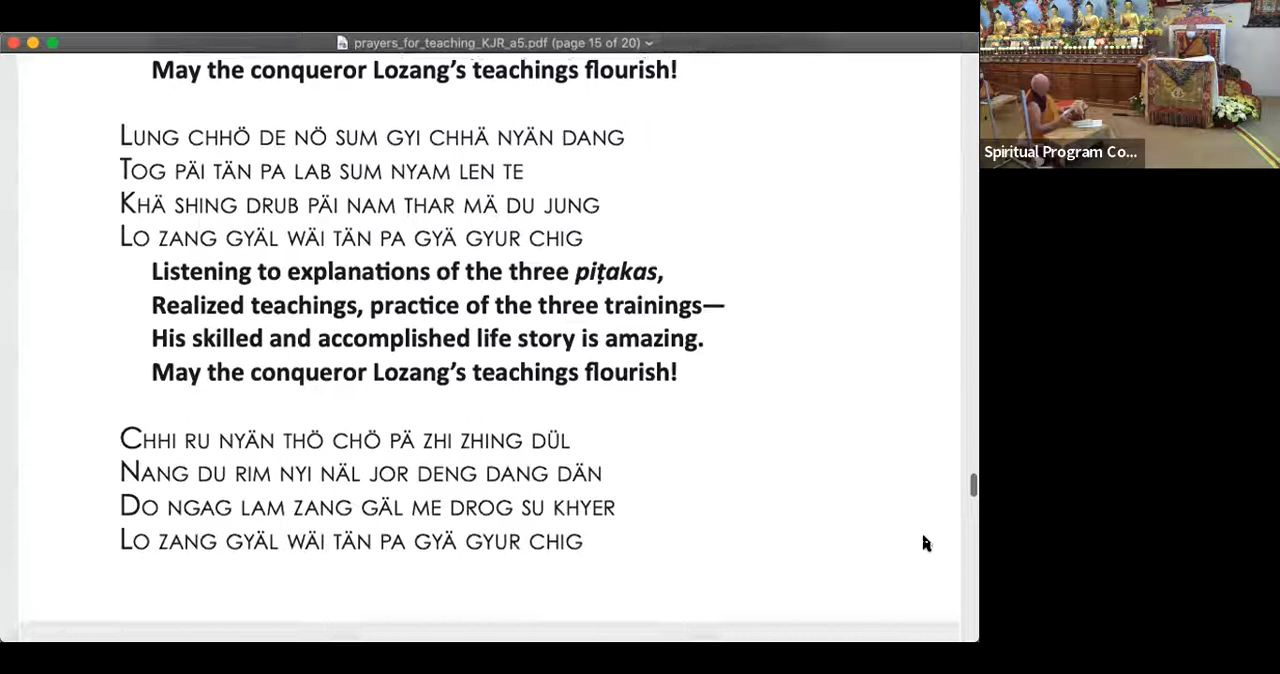 prayers_for_teaching_KJR_a5.pdf (page 15 of 20)
May the conqueror Lozang's teachings flourish!
LUNG CHHÖ DE NÖ SUM GYI CHHÄ NYÄN DANG
TOG PÄI TÄN PA LAB SUM NYAM LEN TE
KHÄ SHING DRUB PÄI NAM THAR MÄ DU JUNG
LO ZANG GYÄL WÄI TÄN PA GYÄ GYUR CHIG
Listening to explanations of the three piṭakas,
Realized teachings, practice of the three trainings—
His skilled and accomplished life story is amazing.
May the conqueror Lozang's teachings flourish!
CHHI RU NYÄN THÖ CHÖ PÄ ZHI ZHING DÜL
NANG DU RIM NYI NÄL JOR DENG DANG DÄN
DO NGAG LAM ZANG GÄL ME DROG SU KHYER
LO ZANG GYÄL WÄI TÄN PA GYÄ GYUR CHIG
Spiritual Program Co...